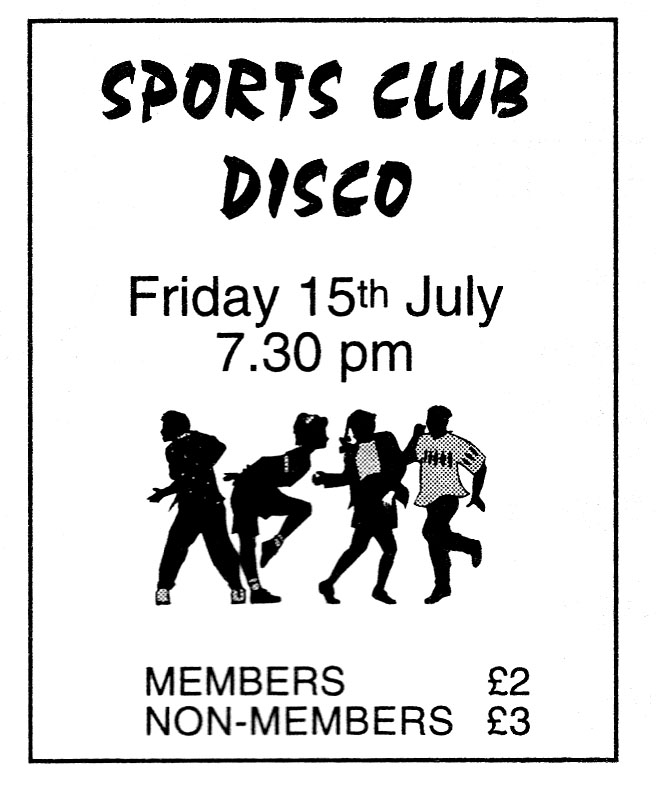 SPORTS CLUB
DISCO
Friday 15th July
7.30 pm
MEMBERS £2
NON-MEMBERS £3